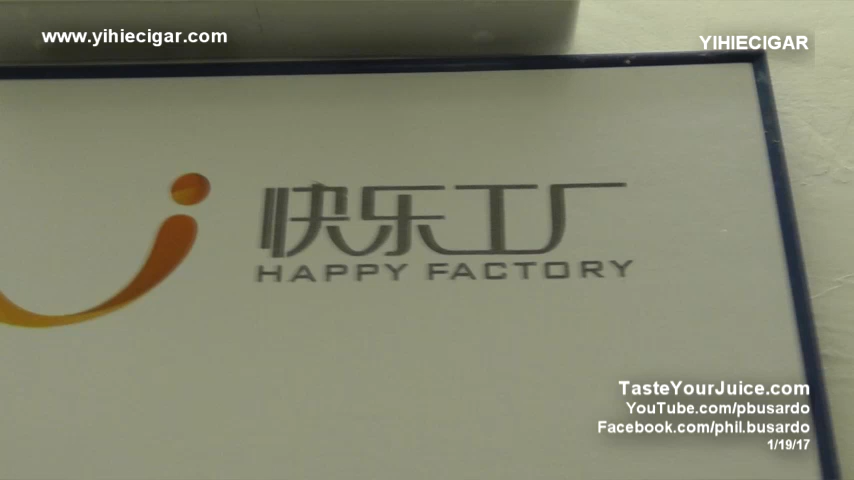 www.yihiecigar.com
YIHIECIGAR
快乐工厂
HAPPY FACTORY
TasteYourJuice.com
YouTube.com/pbusardo
Facebook.com/phil.busardo
1/19/17